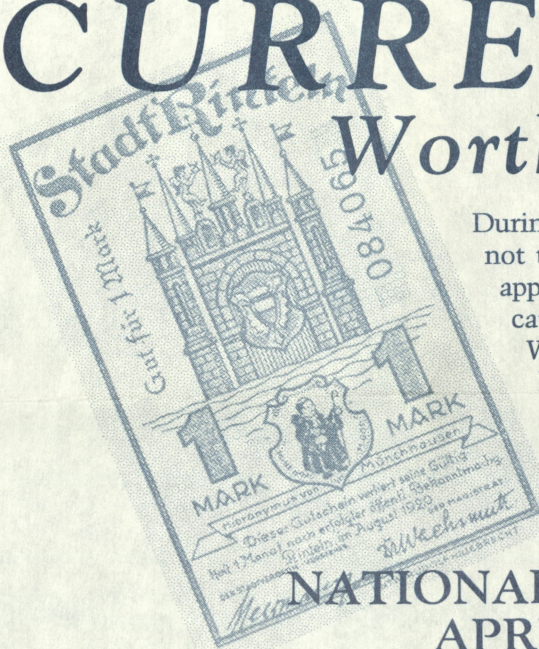 CURRE
Worth
Durin
not t
app
ca
W
Stadt Rinteln
Gut für 1 Mark
084065
1 MARK
1 MARK
Hieronymus von Münchhausen
Dieser Gutschein verliert seine Gültig
keit 1 Monat nach erfolgter öffentl. Bekanntmachg.
Rinteln im August 1920
DER MAGISTRAT
NATIONAL
APR